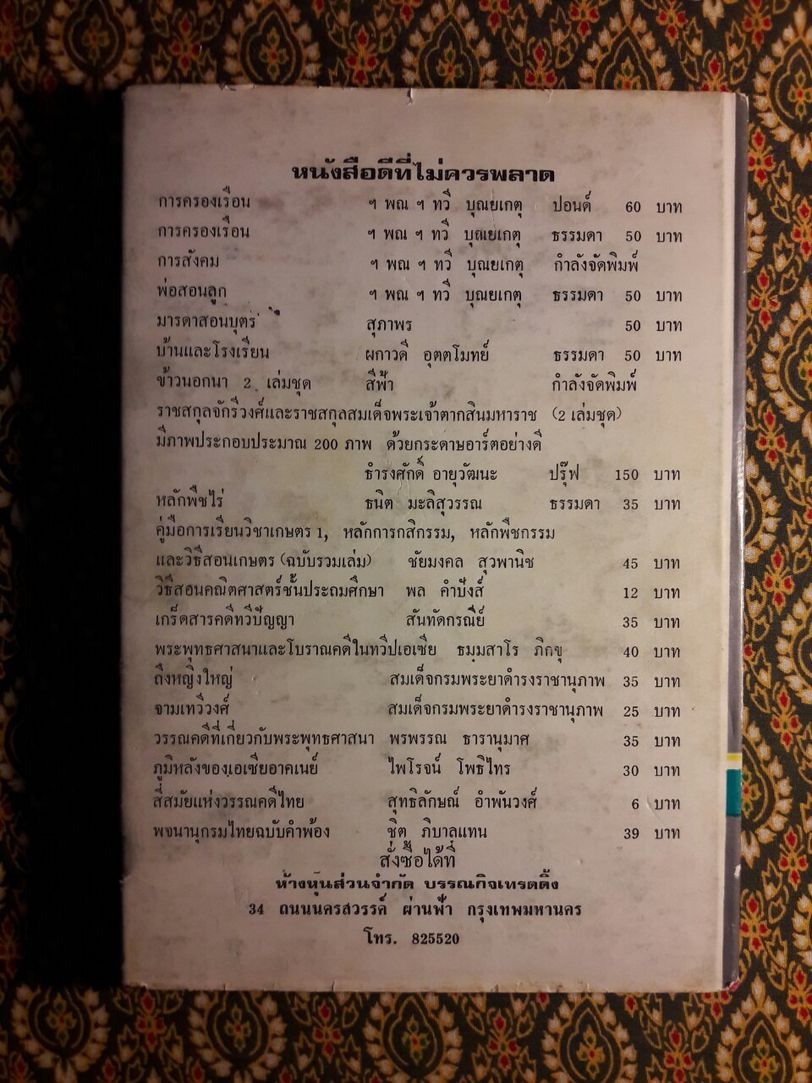 หนังสือดีที่ไม่ควรพลาด
การครองเรือน ฯ พณ ฯ ทวี บุณยเกตุ ปอนด์ 60 บาท
การครองเรือน ฯ พณ ฯ ทวี บุณยเกตุ ธรรมดา 50 บาท
การสังคม ฯ พณ ฯ ทวี บุณยเกตุ กำลังจัดพิมพ์
พ่อสอนลูก ฯ พณ ฯ ทวี บุณยเกตุ ธรรมดา 50 บาท
มารดาสอนบุตร สุภาพร 50 บาท
บ้านและโรงเรียน ผกาวดี อุตตโมทย์ ธรรมดา 50 บาท
ข้าวนอกนา 2 เล่มชุด สีฟ้า กำลังจัดพิมพ์
ราชสกุลจักรีวงศ์และราชสกุลสมเด็จพระเจ้าตากสินมหาราช (2 เล่มชุด)
มีภาพประกอบประมาณ 200 ภาพ ด้วยกระดาษอาร์ตอย่างดี
ธำรงศักดิ์ อายุวัฒนะ ปรุ๊ฟ 150 บาท
หลักพืชไร่ ธนิต มะลิสุวรรณ ธรรมดา 35 บาท
คู่มือการเรียนวิชาเกษตร 1, หลักการกสิกรรม, หลักพืชกรรม
และวิธีสอนเกษตร (ฉบับรวมเล่ม) ชัยมงคล สุวพานิช 45 บาท
วิธีสอนคณิตศาสตร์ชั้นประถมศึกษา พล คำปังส์ 12 บาท
เกร็ดสารคดีทวีปัญญา สันทัดกรณีย์ 35 บาท
พระพุทธศาสนาและโบราณคดีในทวีปเอเซีย ธมฺมสาโร ภิกขุ 40 บาท
ถึงหญิงใหญ่ สมเด็จกรมพระยาดำรงราชานุภาพ 35 บาท
จามเทวีวงศ์ สมเด็จกรมพระยาดำรงราชานุภาพ 25 บาท
วรรณคดีที่เกี่ยวกับพระพุทธศาสนา พรพรรณ ธารานุมาศ 35 บาท
ภูมิหลังของเอเซียอาคเนย์ ไพโรจน์ โพธิ์ไทร 30 บาท
สี่สมัยแห่งวรรณคดีไทย สุทธิลักษณ์ อำพันวงศ์ 6 บาท
พจนานุกรมไทยฉบับคำพ้อง ชิต ภิบาลแทน 39 บาท
สั่งซื้อได้ที่
ห้างหุ้นส่วนจำกัด บรรณกิจเทรดดิ้ง
34 ถนนนครสวรรค์ ผ่านฟ้า กรุงเทพมหานคร
โทร. 825520